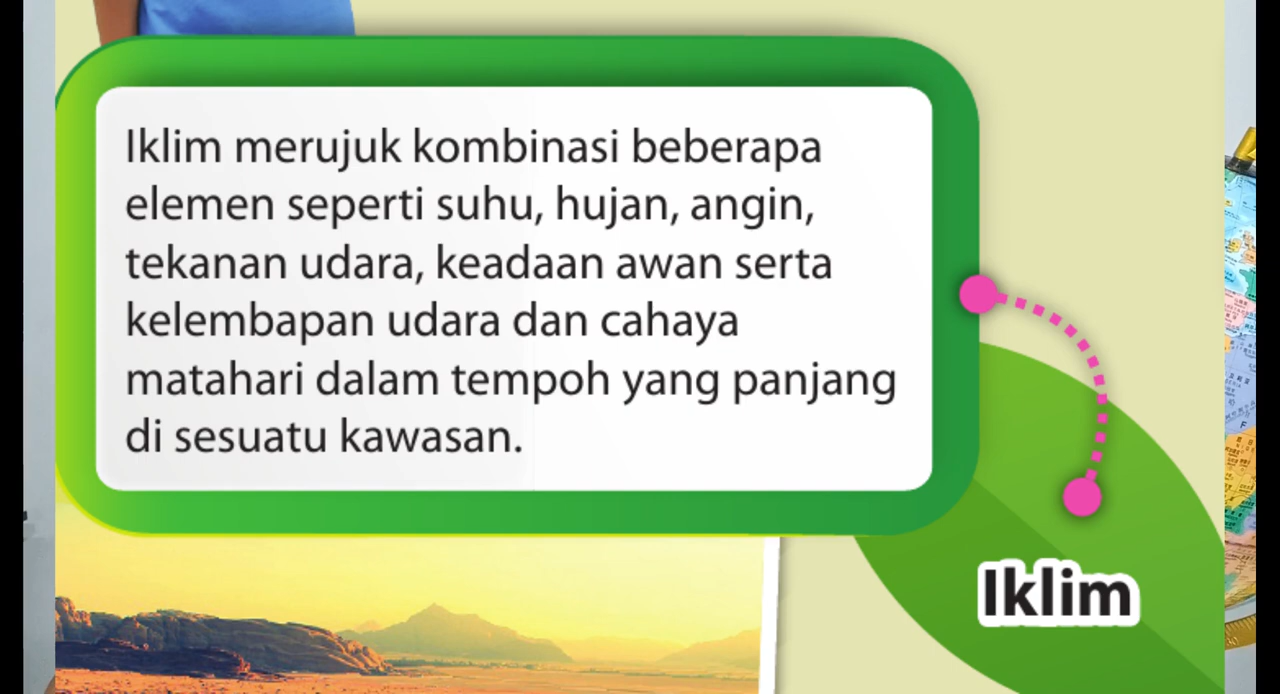 Iklim merujuk kombinasi beberapa
elemen seperti suhu, hujan, angin,
tekanan udara, keadaan awan serta
kelembapan udara dan cahaya
matahari dalam tempoh yang panjang
di sesuatu kawasan.
Iklim